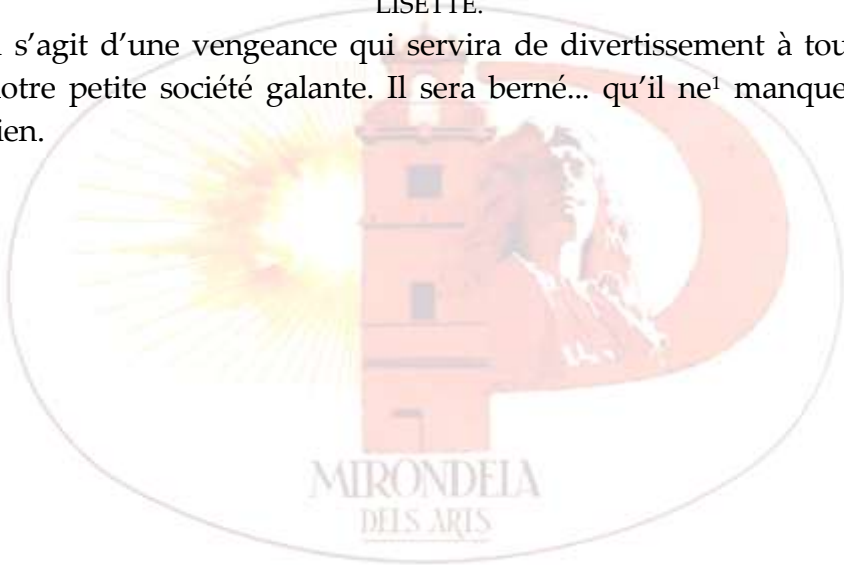 LISETTE.
s’agit d’une vengeance qui servira de divertissement à tou
otre petite société galante. Il sera berné... qu’il ne¹ manque
ien.
MIRONDELA
DELS ARTS